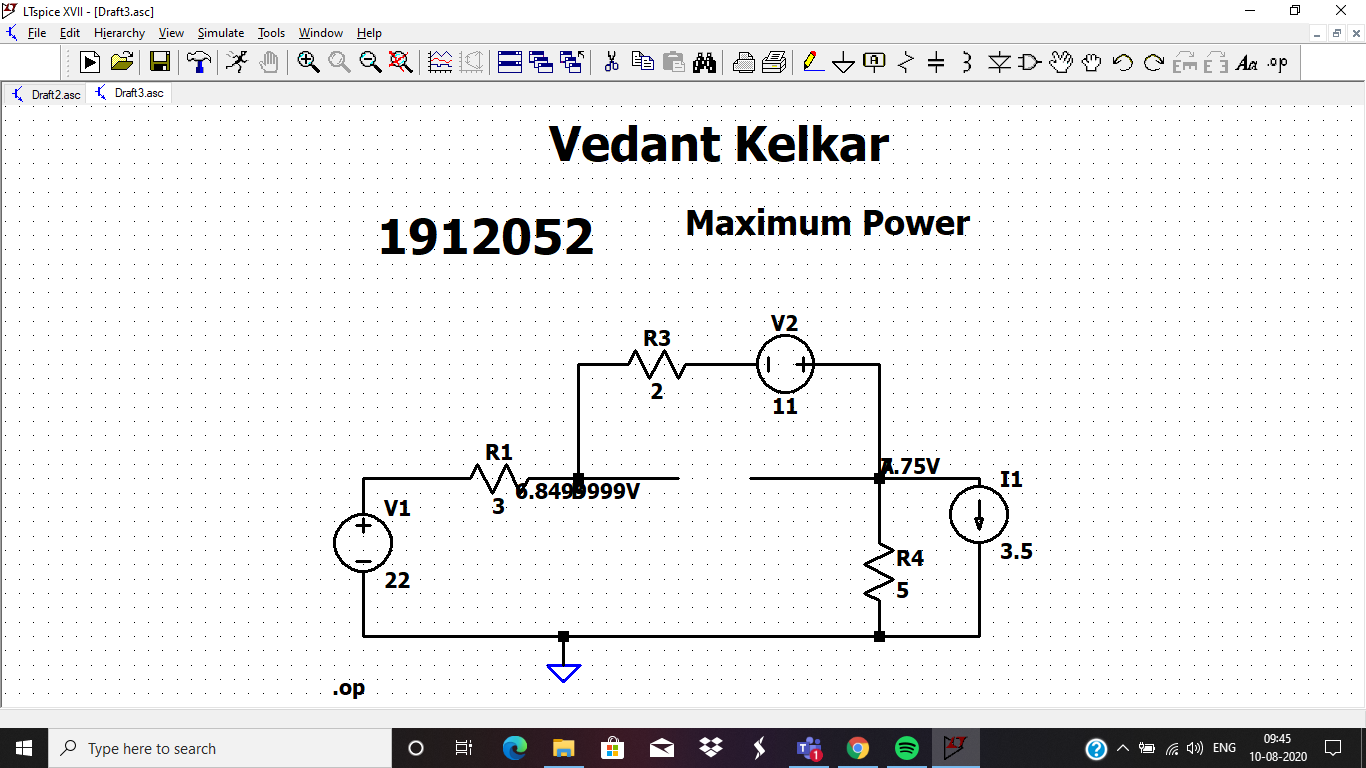 LTspice XVII - [Draft3.asc]
File Edit Hierarchy View Simulate Tools Window Help
.op
Draft2.asc Draft3.asc
Vedant Kelkar
1912052
Maximum Power
V2
R3
2
11
R1
3
6.8499999V
.75V
V1
22
I1
3.5
R4
5
.op
Type here to search
1
ENG
09:45
10-08-2020